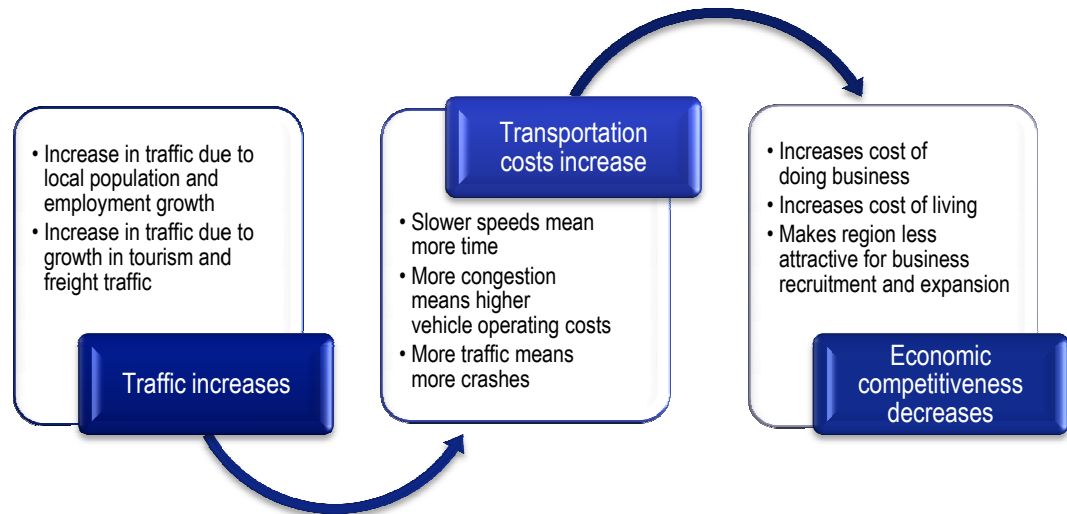 • Increase in traffic due to
local population and
employment growth
• Increase in traffic due to
growth in tourism and
freight traffic
Traffic increases
Transportation
costs increase
• Slower speeds mean
more time
• More congestion
means higher
vehicle operating costs
• More traffic means
more crashes
• Increases cost of
doing business
• Increases cost of living
• Makes region less
attractive for business
recruitment and expansion
Economic
competitiveness
decreases